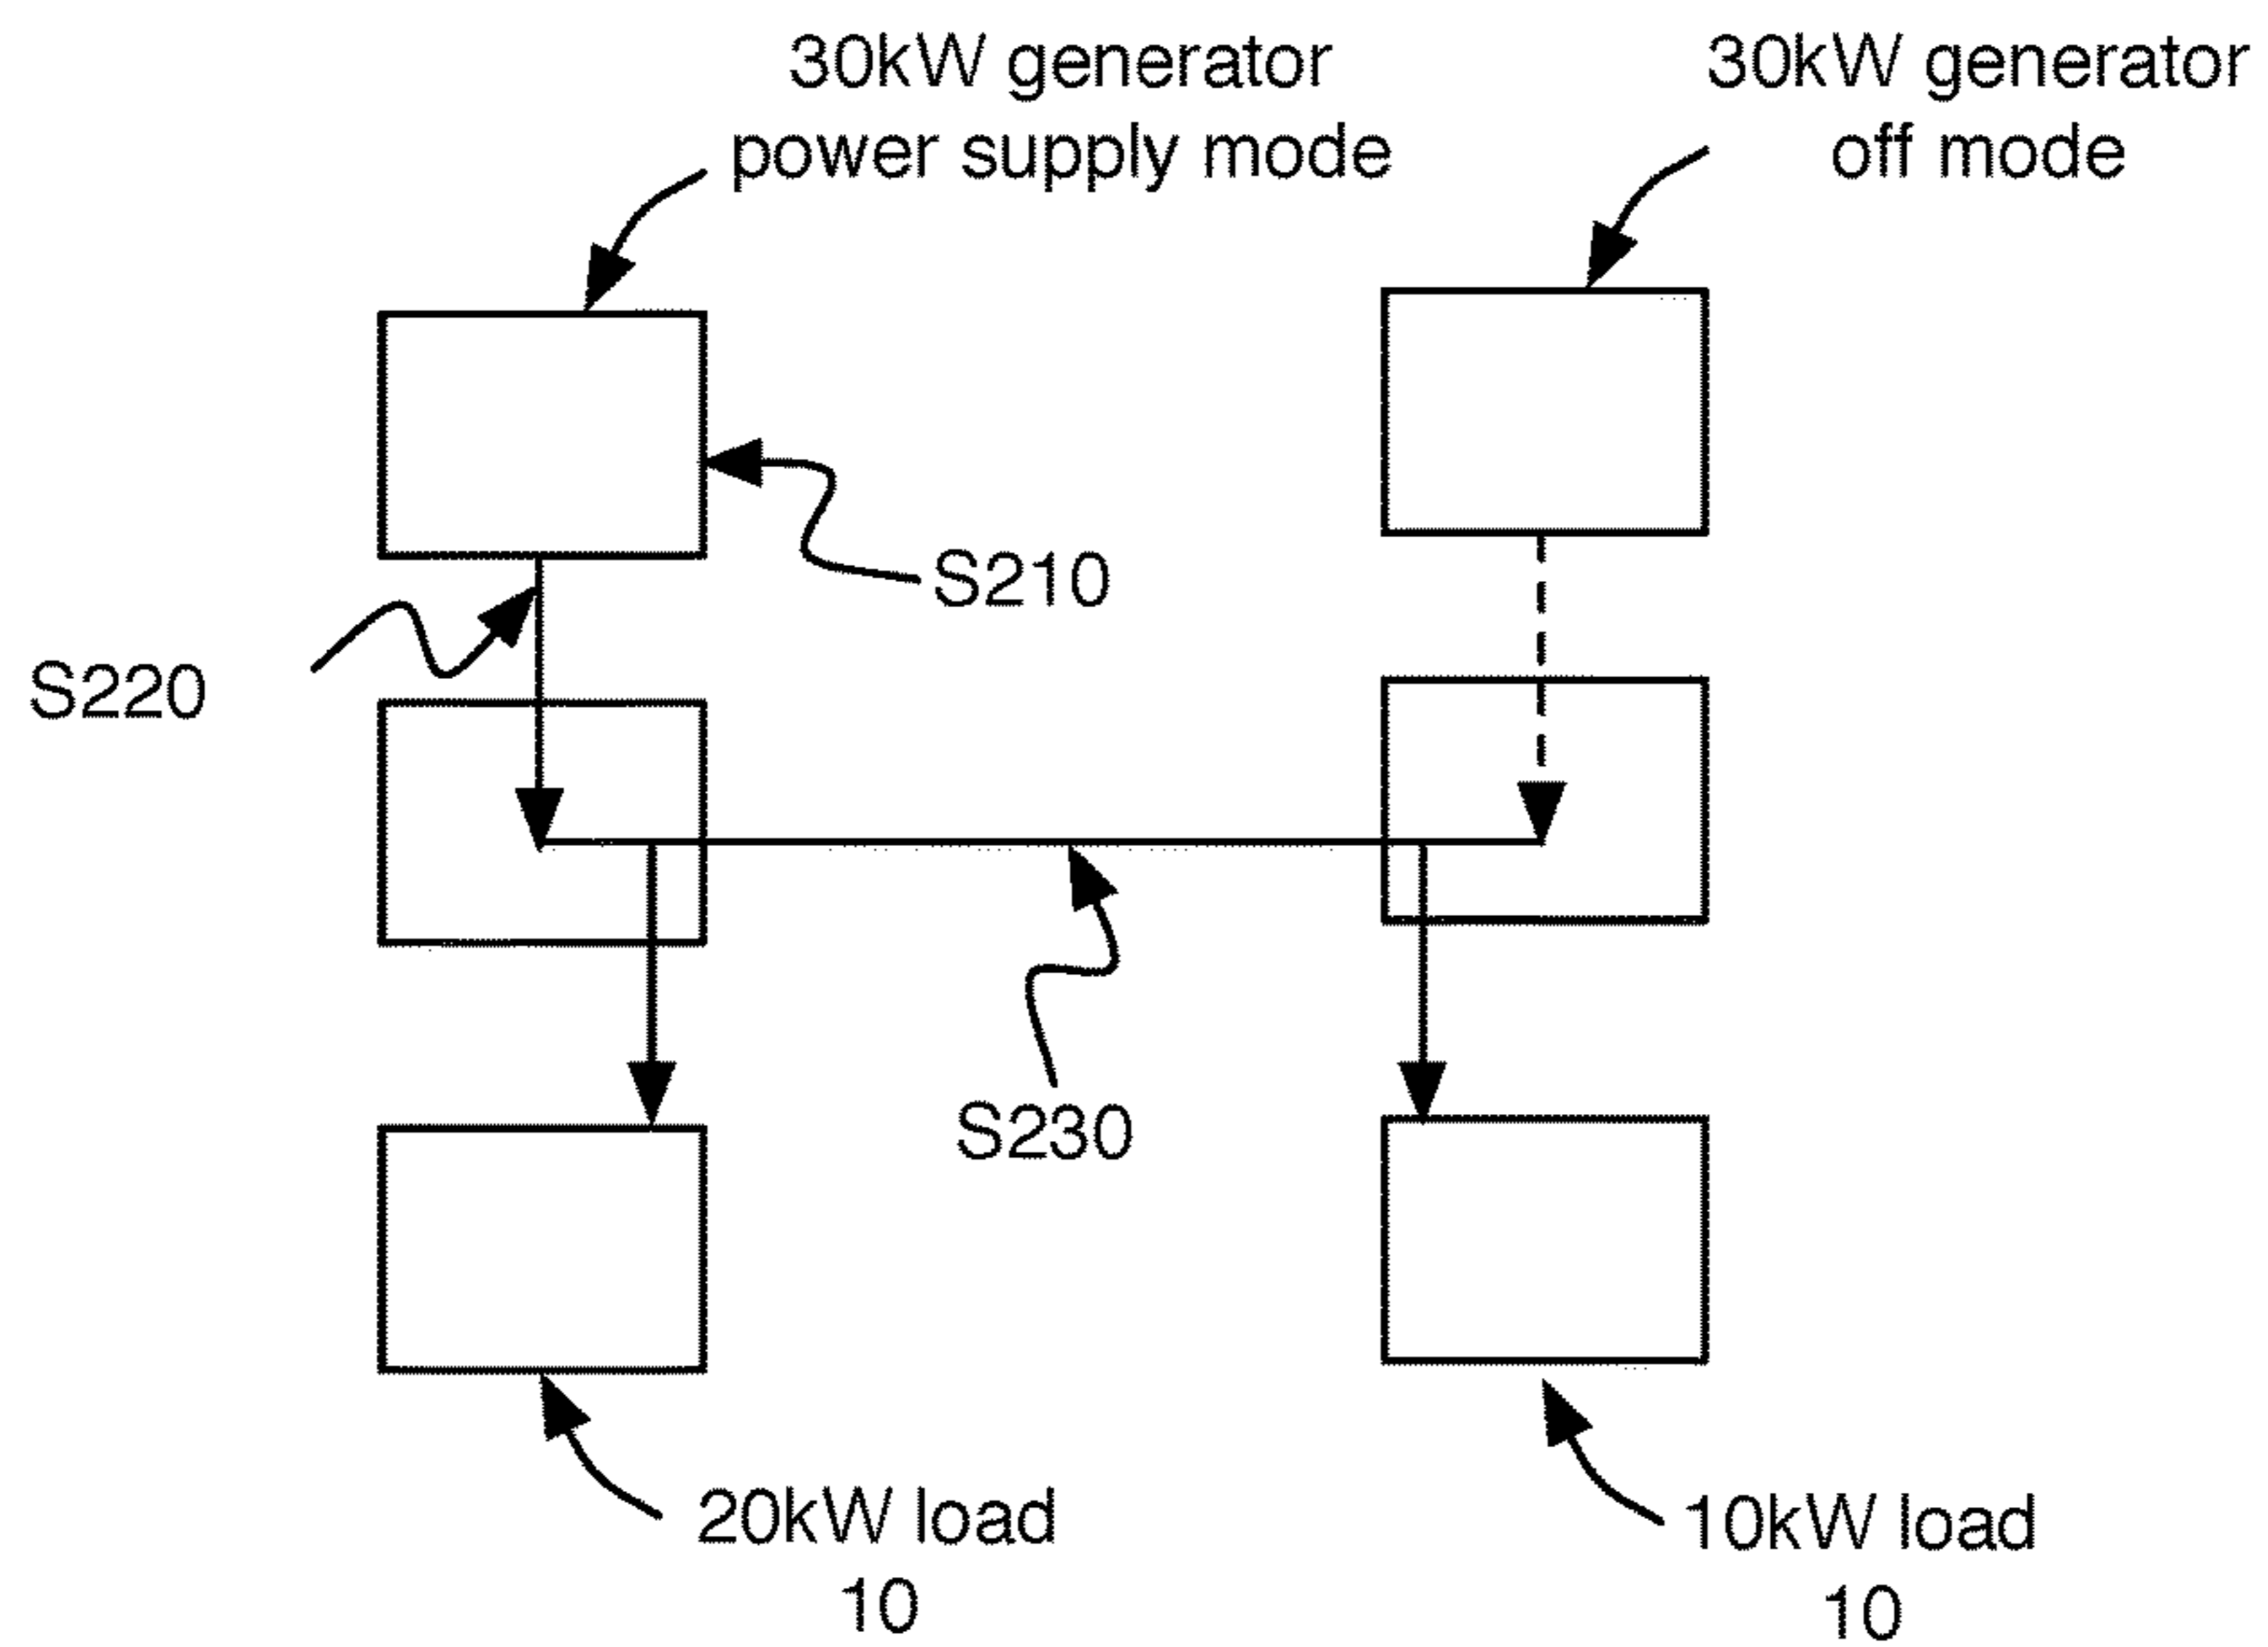 30kW generator
power supply mode
30kW generator
off mode
S210
S220
S230
20kW load
10
10kW load
10